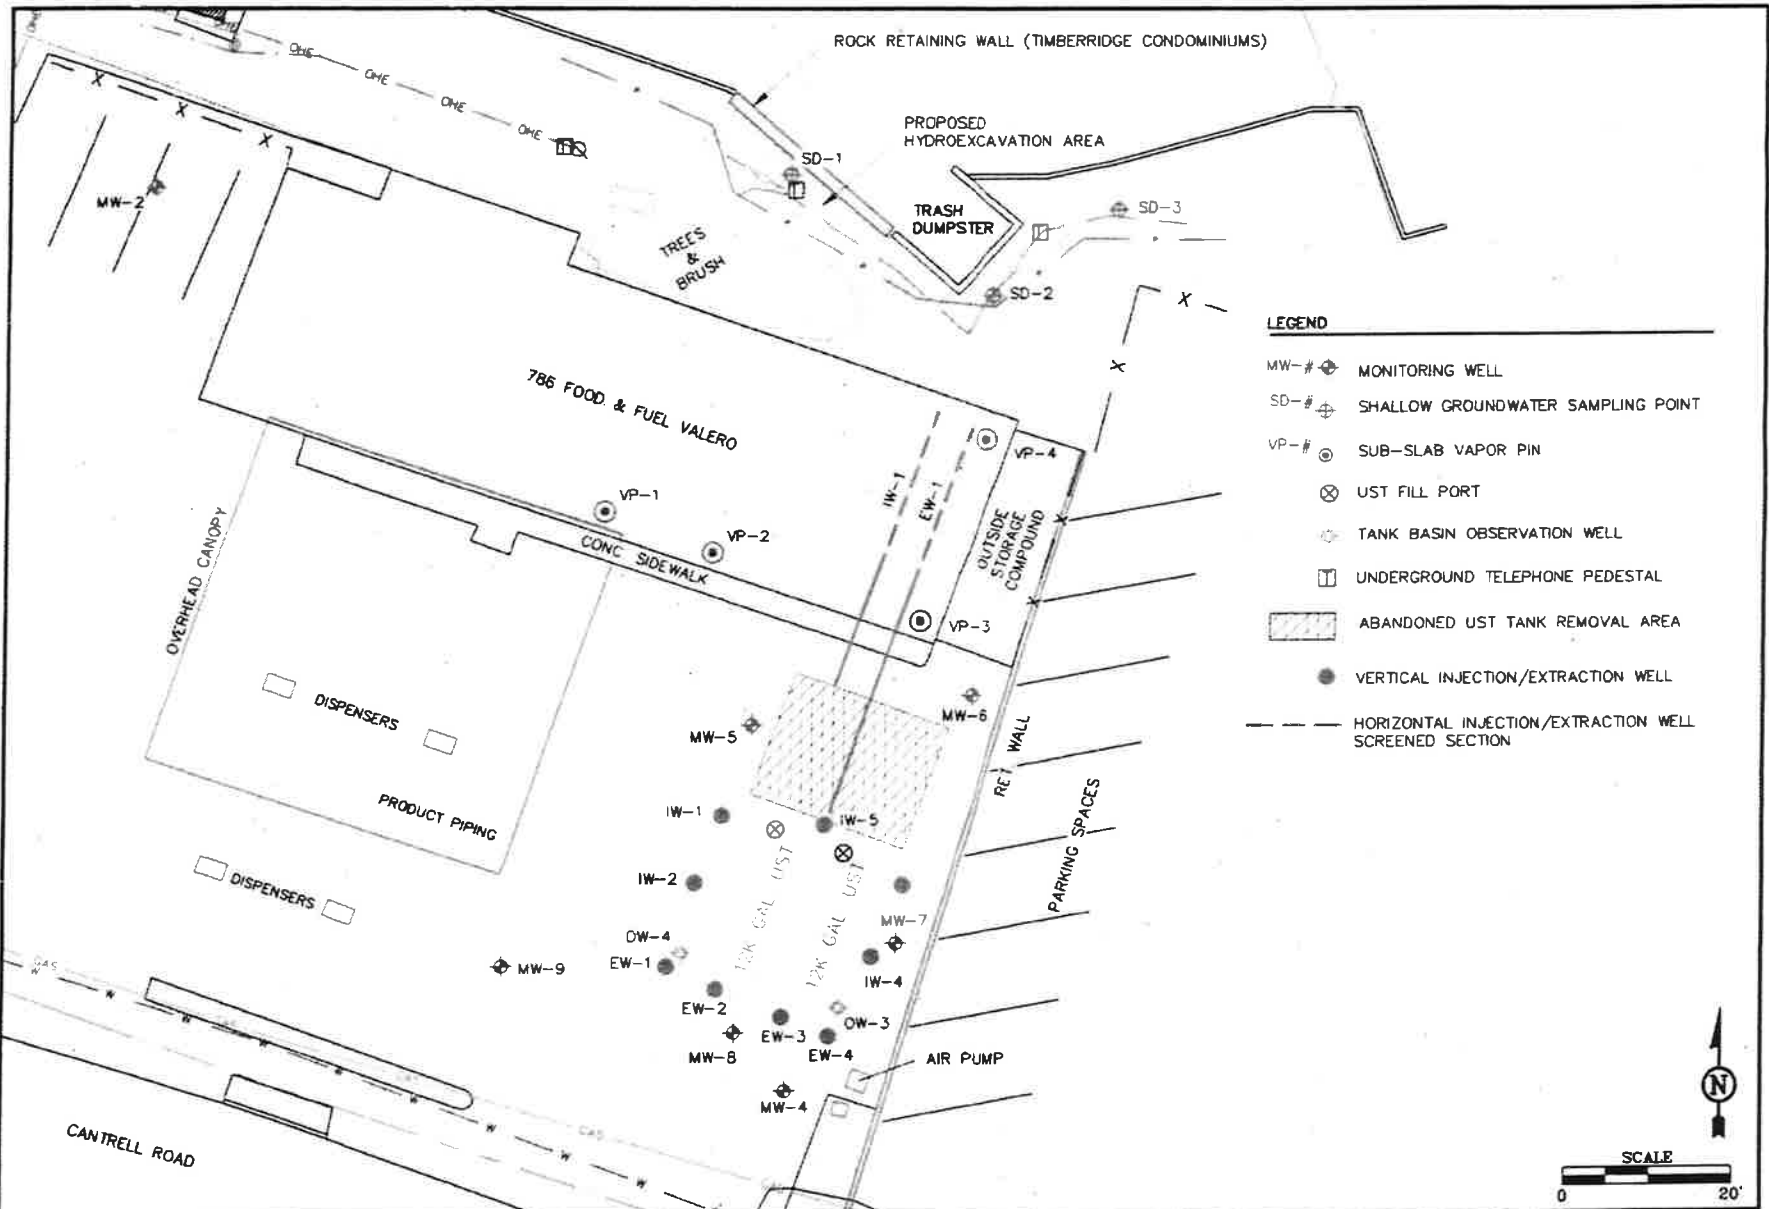 ROCK RETAINING WALL (TIMBERRIDGE CONDOMINIUMS)
OHE
OHE
OHE
OHE
OHE
PROPOSED
HYDROEXCAVATION AREA
SD-1
MW-2
TRASH
DUMPSTER
SD-3
TREES
&
BRUSH
SD-2
X
X
X
X
X
X
X
786 FOOD & FUEL VALERO
IW-1
EW-1
VP-4
VP-1
VP-2
CONC SIDEWALK
OUTSIDE
STORAGE
COMPOUND
OVERHEAD CANOPY
VP-3
DISPENSERS
MW-5
MW-6
RET. WALL
PARKING SPACES
PRODUCT PIPING
IW-1
IW-5
IW-2
DISPENSERS
12K GAL UST
12K GAL UST
MW-7
OW-4
EW-1
MW-9
IW-4
EW-2
EW-3
OW-3
MW-8
EW-4
AIR PUMP
MW-4
GAS
GAS
GAS
GAS
W
W
W
W
W
W
W
W
W
CANTRELL ROAD
LEGEND
MW-# MONITORING WELL
SD-# SHALLOW GROUNDWATER SAMPLING POINT
VP-# SUB-SLAB VAPOR PIN
UST FILL PORT
TANK BASIN OBSERVATION WELL
UNDERGROUND TELEPHONE PEDESTAL
ABANDONED UST TANK REMOVAL AREA
VERTICAL INJECTION/EXTRACTION WELL
HORIZONTAL INJECTION/EXTRACTION WELL
SCREENED SECTION
N
SCALE
0 20'